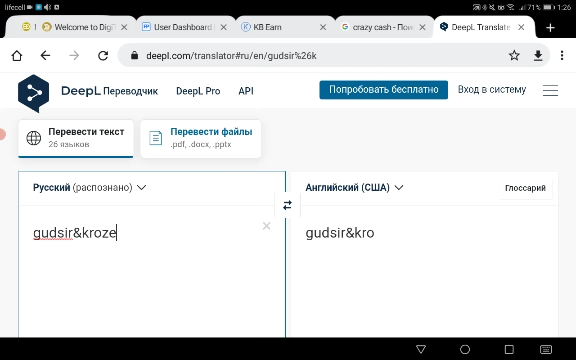 lifecell 71% 1:26
Welcome to Digi
User Dashboard
KB Earn
crazy cash - Пои
DeepL Translate
deepl.com/translator#ru/en/gudsir%26k
DeepL Переводчик DeepL Pro API Попробовать бесплатно Вход в систему
Перевести текст
26 языков
Перевести файлы
.pdf, .docx, .pptx
Русский (распознано) Английский (США) Глоссарий
gudsir&kroze gudsir&kro